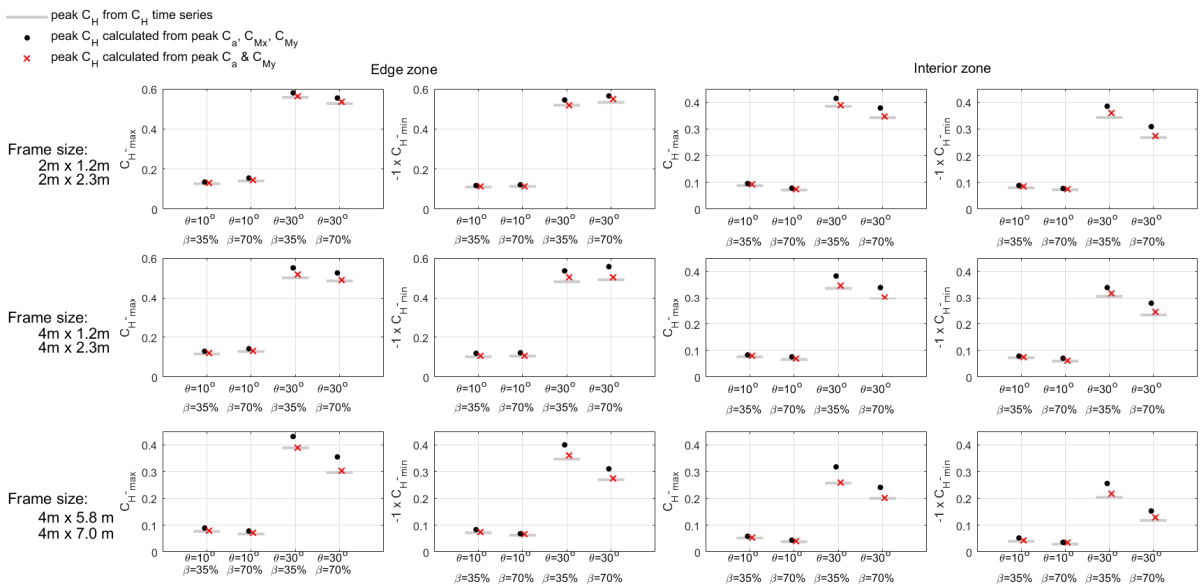 peak C_H from C_H time series
peak C_H calculated from peak C_a, C_Mx, C_My
peak C_H calculated from peak C_a & C_My
Edge zone
Interior zone
Frame size:
2m x 1.2m
2m x 2.3m
C_H-max
0.6
0.4
0.2
0
θ=10° θ=10° θ=30° θ=30°
β=35% β=70% β=35% β=70%
-1 x C_H-min
0.6
0.4
0.2
0
θ=10° θ=10° θ=30° θ=30°
β=35% β=70% β=35% β=70%
C_H-max
0.4
0.3
0.2
0.1
0
θ=10° θ=10° θ=30° θ=30°
β=35% β=70% β=35% β=70%
-1 x C_H-min
0.4
0.3
0.2
0.1
0
θ=10° θ=10° θ=30° θ=30°
β=35% β=70% β=35% β=70%
Frame size:
4m x 1.2m
4m x 2.3m
C_H-max
0.6
0.4
0.2
0
θ=10° θ=10° θ=30° θ=30°
β=35% β=70% β=35% β=70%
-1 x C_H-min
0.6
0.4
0.2
0
θ=10° θ=10° θ=30° θ=30°
β=35% β=70% β=35% β=70%
C_H-max
0.4
0.3
0.2
0.1
0
θ=10° θ=10° θ=30° θ=30°
β=35% β=70% β=35% β=70%
-1 x C_H-min
0.4
0.3
0.2
0.1
0
θ=10° θ=10° θ=30° θ=30°
β=35% β=70% β=35% β=70%
Frame size:
4m x 5.8 m
4m x 7.0 m
C_H-max
0.4
0.3
0.2
0.1
0
θ=10° θ=10° θ=30° θ=30°
β=35% β=70% β=35% β=70%
-1 x C_H-min
0.4
0.3
0.2
0.1
0
θ=10° θ=10° θ=30° θ=30°
β=35% β=70% β=35% β=70%
C_H-max
0.4
0.3
0.2
0.1
0
θ=10° θ=10° θ=30° θ=30°
β=35% β=70% β=35% β=70%
-1 x C_H-min
0.4
0.3
0.2
0.1
0
θ=10° θ=10° θ=30° θ=30°
β=35% β=70% β=35% β=70%